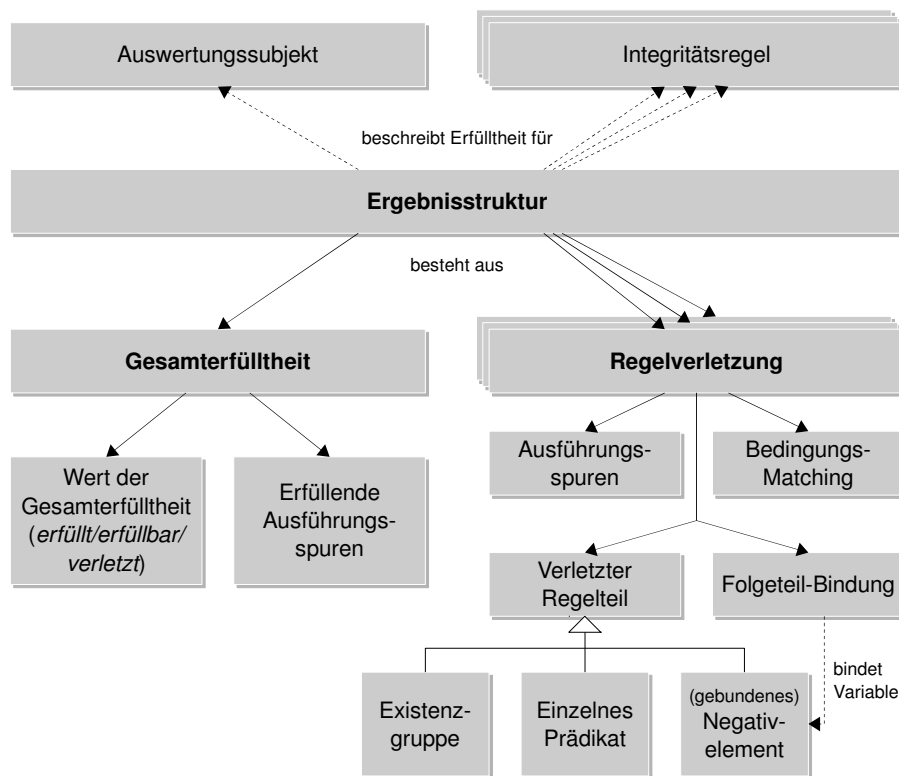 Auswertungssubjekt
Integritätsregel
beschreibt Erfülltheit für
Ergebnisstruktur
besteht aus
Gesamterfülltheit
Regelverletzung
Wert der
Gesamterfülltheit
(erfüllt/erfüllbar/
verletzt)
Erfüllende
Ausführungs-
spuren
Ausführungs-
spuren
Bedingungs-
Matching
Verletzter
Regelteil
Folgeteil-Bindung
bindet
Variable
Existenz-
gruppe
Einzelnes
Prädikat
(gebundenes)
Negativ-
element